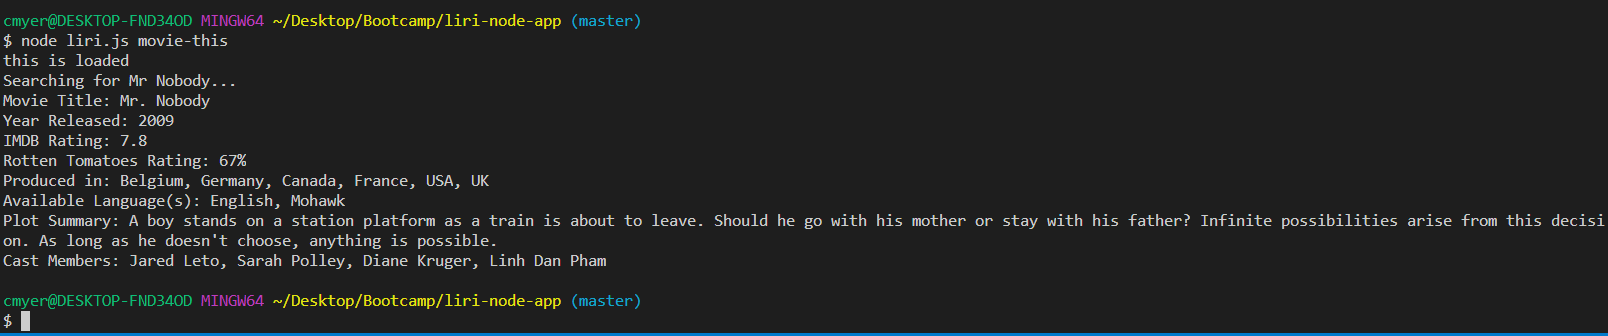 cmyer@DESKTOP-FND34OD MINGW64 ~/Desktop/Bootcamp/liri-node-app (master)
$ node liri.js movie-this
this is loaded
Searching for Mr Nobody...
Movie Title: Mr. Nobody
Year Released: 2009
IMDB Rating: 7.8
Rotten Tomatoes Rating: 67%
Produced in: Belgium, Germany, Canada, France, USA, UK
Available Language(s): English, Mohawk
Plot Summary: A boy stands on a station platform as a train is about to leave. Should he go with his mother or stay with his father? Infinite possibilities arise from this decisi
on. As long as he doesn't choose, anything is possible.
Cast Members: Jared Leto, Sarah Polley, Diane Kruger, Linh Dan Pham
cmyer@DESKTOP-FND34OD MINGW64 ~/Desktop/Bootcamp/liri-node-app (master)
$